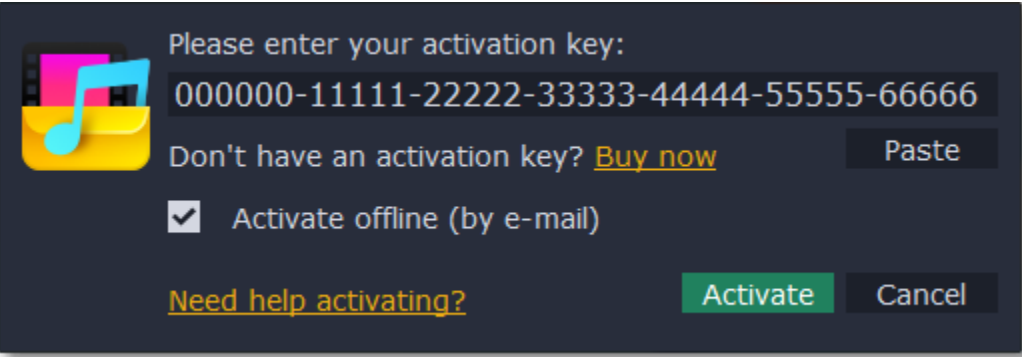 Please enter your activation key:
000000-11111-22222-33333-44444-55555-66666
Don't have an activation key? Buy now
Paste
Activate offline (by e-mail)
Need help activating?
Activate
Cancel